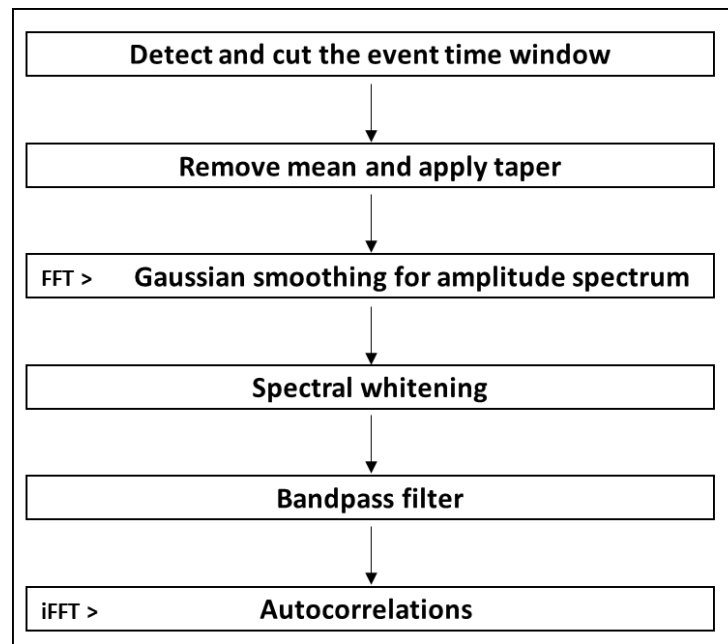 Detect and cut the event time window
Remove mean and apply taper
FFT > Gaussian smoothing for amplitude spectrum
Spectral whitening
Bandpass filter
iFFT > Autocorrelations